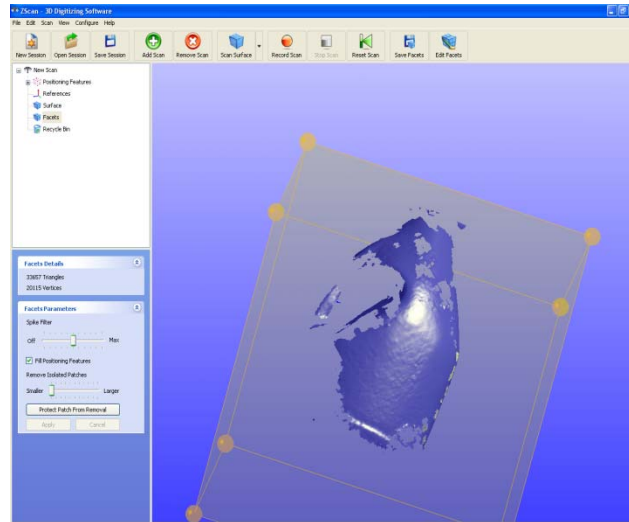 ZScan - 3D Digitizing Software
File Edit Scan View Configure Help
New Session Open Session Save Session Add Scan Remove Scan Scan Surface Record Scan Stop Scan Reset Scan Save Facets Edit Facets
New Scan
Positioning Features
References
Surface
Facets
Recycle Bin
Facets Details
33657 Triangles
20115 Vertices
Facets Parameters
Spike Filter
Off Max
Fill Positioning Features
Remove Isolated Patches
Smaller Larger
Protect Patch From Removal
Apply Cancel